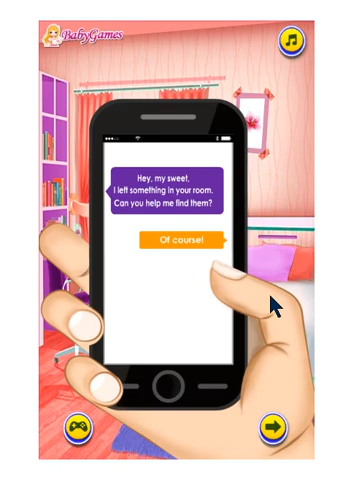 BabyGames
Hey, my sweet,
I left something in your room.
Can you help me find them?
Of course!